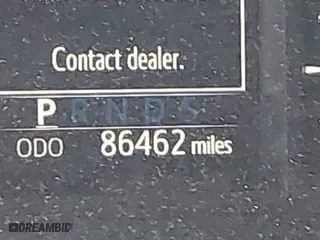 Contact dealer.
P R N D S
ODO 86462 miles
DREAMBID